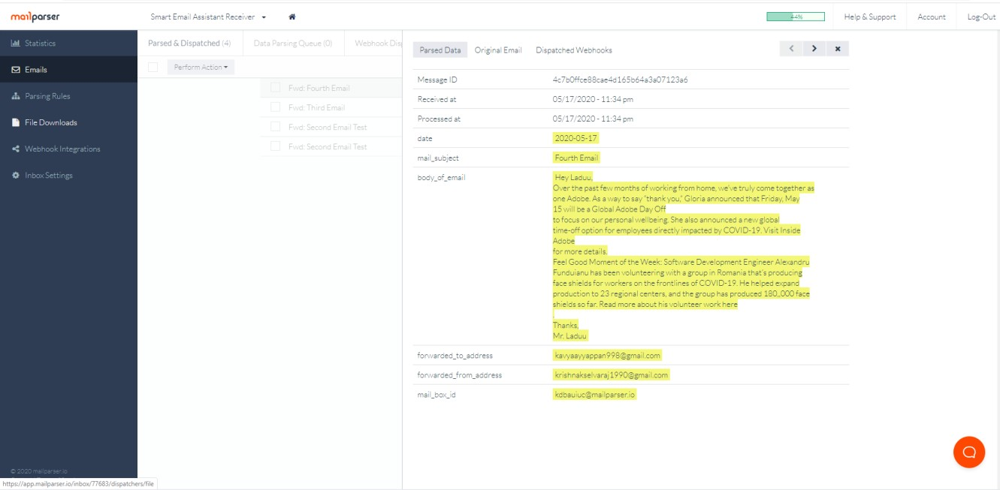 mailparser
Smart Email Assistant Receiver
44%
Help & Support
Account
Log-Out
Statistics
Emails
Parsing Rules
File Downloads
Webhook Integrations
Inbox Settings
© 2020 mailparser.io
https://app.mailparser.io/inbox/77683/dispatchers/file
Parsed & Dispatched (4)
Data Parsing Queue (0)
Webhook Dis
Perform Action
Fwd: Fourth Email
Fwd: Third Email
Fwd: Second Email Test
Fwd: Second Email Test
Parsed Data
Original Email
Dispatched Webhooks
Message ID 4c7b0ffce88cae4d165b64a3a07123a6
Received at 05/17/2020 - 11:34 pm
Processed at 05/17/2020 - 11:34 pm
date 2020-05-17
mail_subject Fourth Email
body_of_email Hey Laduu,
Over the past few months of working from home, we've truly come together as
one Adobe. As a way to say "thank you," Gloria announced that Friday, May
15 will be a Global Adobe Day Off
to focus on our personal wellbeing. She also announced a new global
time-off option for employees directly impacted by COVID-19. Visit Inside
Adobe
for more details.
Feel Good Moment of the Week: Software Development Engineer Alexandru
Funduianu has been volunteering with a group in Romania that's producing
face shields for workers on the frontlines of COVID-19. He helped expand
production to 23 regional centers, and the group has produced 180,,000 face
shields so far. Read more about his volunteer work here
.
Thanks,
Mr. Laduu
forwarded_to_address kavyaayyappan998@gmail.com
forwarded_from_address krishnakselvaraj1990@gmail.com
mail_box_id kdbauiuc@mailparser.io